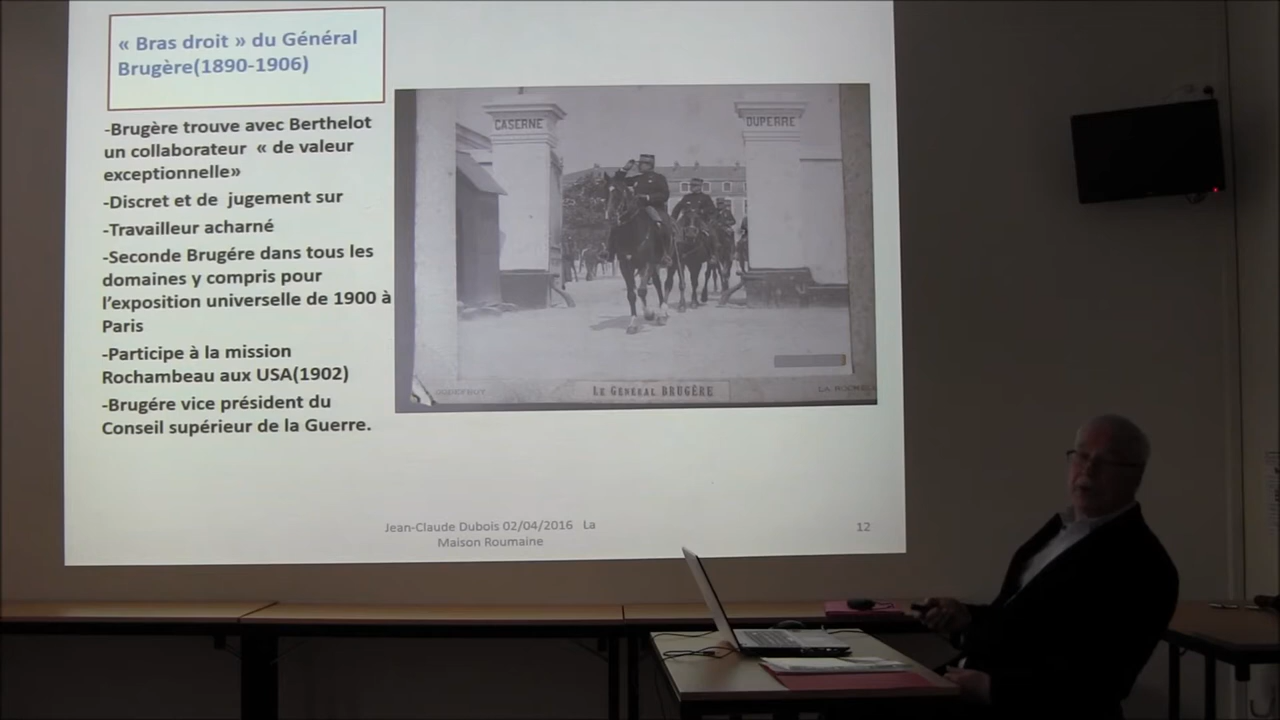 « Bras droit » du Général
Brugère(1890-1906)
-Brugère trouve avec Berthelot
un collaborateur « de valeur
exceptionnelle»
-Discret et de jugement sur
-Travailleur acharné
-Seconde Brugére dans tous les
domaines y compris pour
l'exposition universelle de 1900 à
Paris
-Participe à la mission
Rochambeau aux USA(1902)
-Brugére vice président du
Conseil supérieur de la Guerre.
CASERNE
DUPERRE
LE GÉNÉRAL BRUGÈRE
Jean-Claude Dubois 02/04/2016 La
Maison Roumaine
12